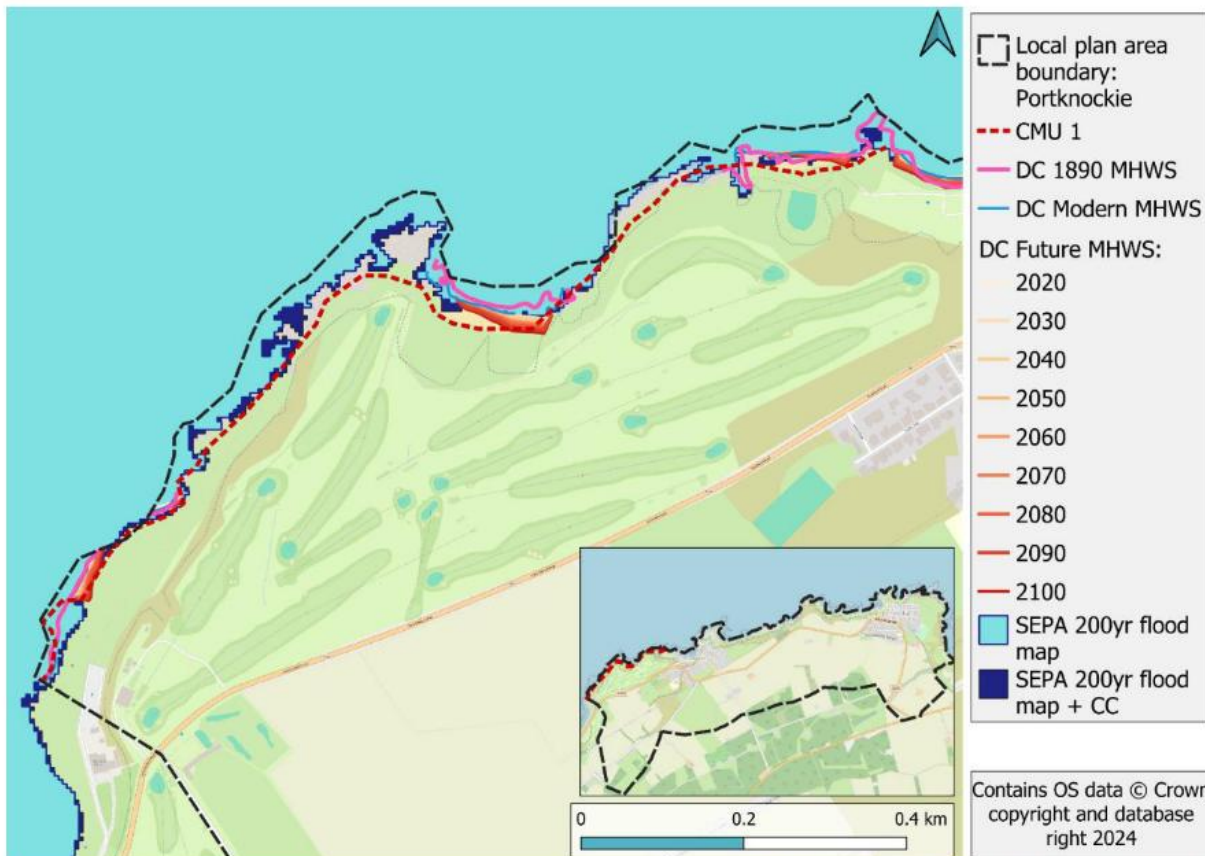 Local plan area
boundary:
Portknockie
CMU 1
DC 1890 MHWS
DC Modern MHWS
DC Future MHWS:
2020
2030
2040
2050
2060
2070
2080
2090
2100
SEPA 200yr flood
map
SEPA 200yr flood
map + CC
0 0.2 0.4 km
Contains OS data © Crown
copyright and database
right 2024